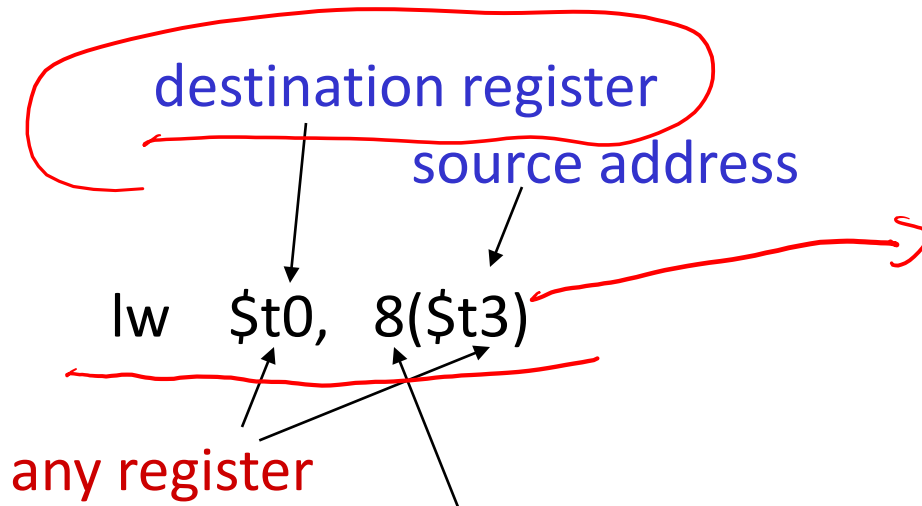 destination register
source address
lw $t0, 8($t3)
any register